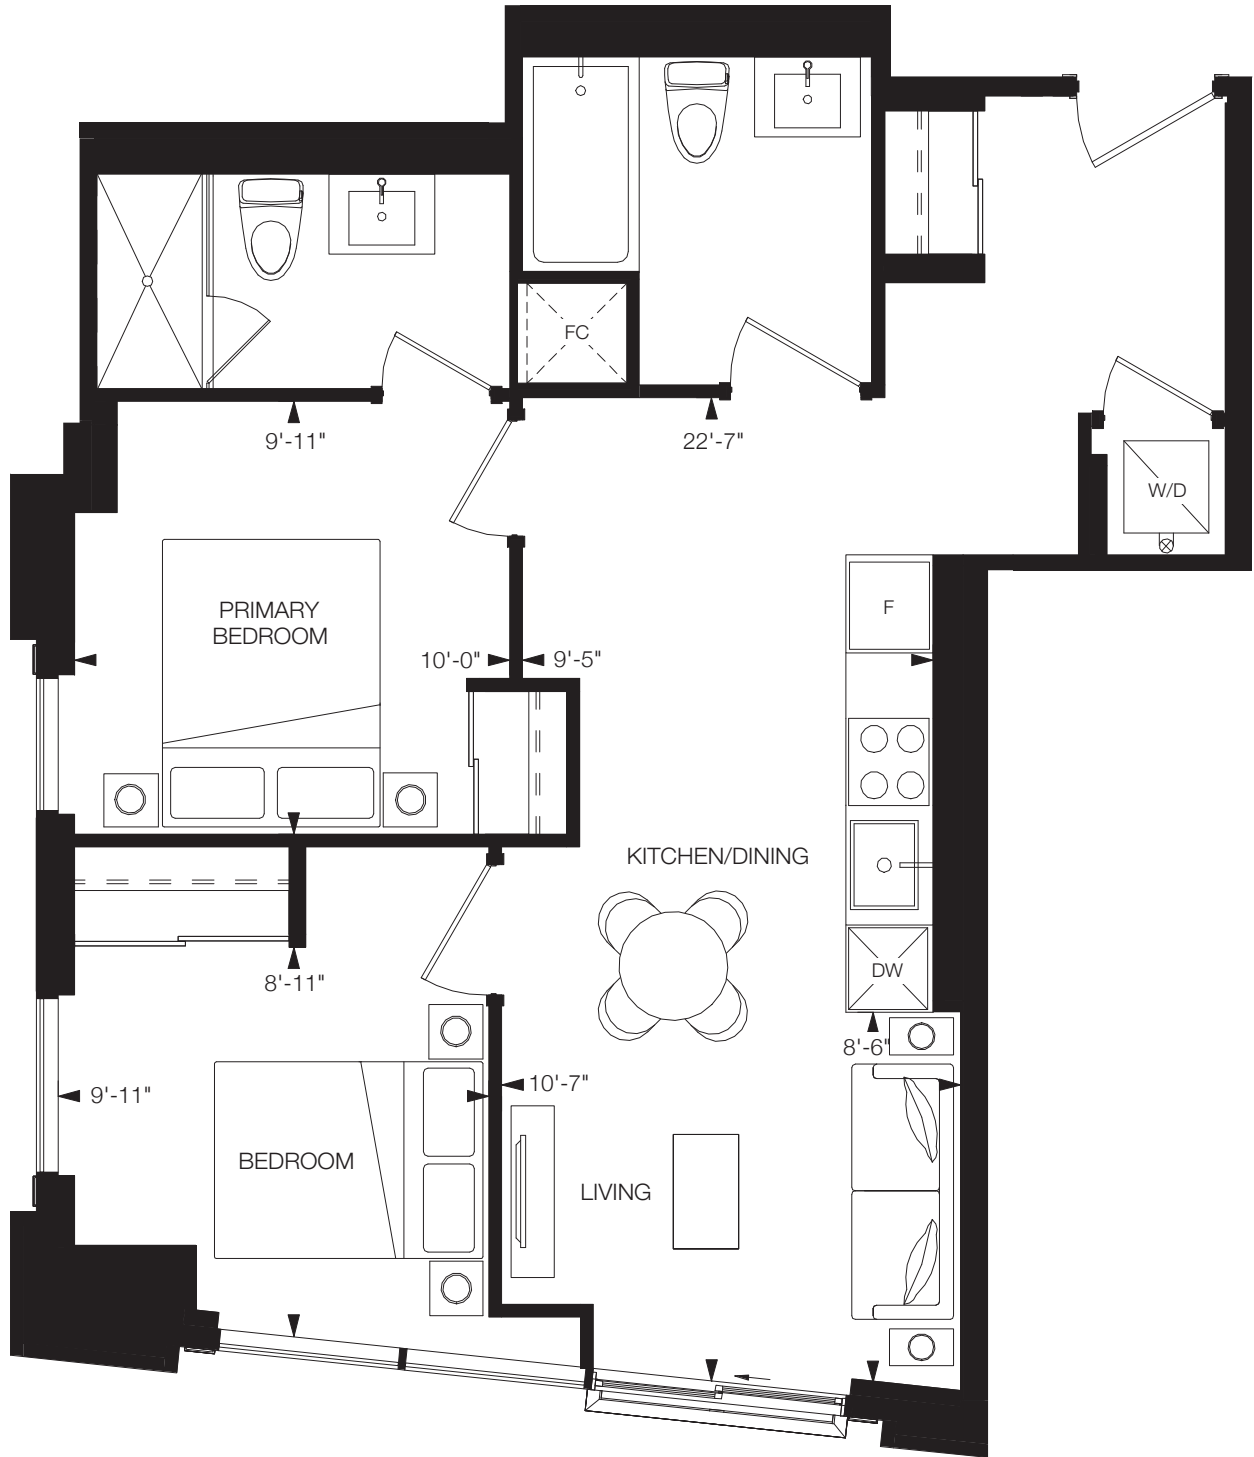 FC
9'-11"
22'-7"
W/D
PRIMARY
BEDROOM
F
10'-0"
9'-5"
KITCHEN/DINING
DW
8'-11"
8'-6"
9'-11"
10'-7"
BEDROOM
LIVING